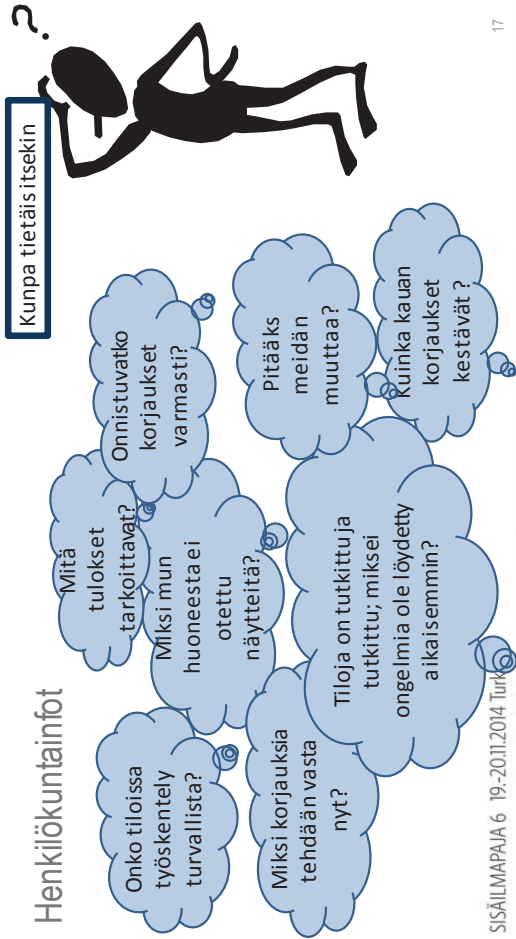 Henkilökuntainfot
Kunpa tietäis itsekin
?
Onko tiloissa
työskentely
turvallista?
Mitä
tulokset
tarkoittavat?
Onnistuvatko
korjaukset
varmasti?
Miksi mun
huoneesta ei
otettu
näytteitä?
Pitääks
meidän
muuttaa?
Miksi korjauksia
tehdään vasta
nyt?
Tiloja on tutkittu ja
tutkittu; miksei
ongelmia ole löydetty
aikaisemmin?
Kuinka kauan
korjaukset
kestävät ?
SISÄILMAPAJA 6 19.-20.11.2014 Turk
17